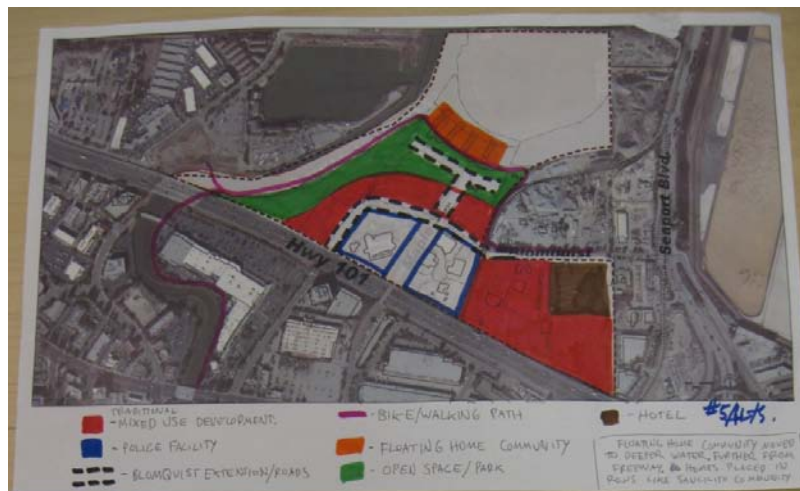 Seaport Blvd.
Hwy 101
TRADITIONAL
- MIXED USE DEVELOPMENT.
- BIKE/WALKING PATH
- HOTEL
#5/ALT 5.
- POLICE FACILITY
- FLOATING HOME COMMUNITY
- BLOMQUIST EXTENSION/ROADS
- OPEN SPACE/PARK
FLOATING HOME COMMUNITY MOVED
TO DEEPER WATER, FURTHER FROM
FREEWAY, HOMES PLACED IN
ROWS LIKE COMMUNITY